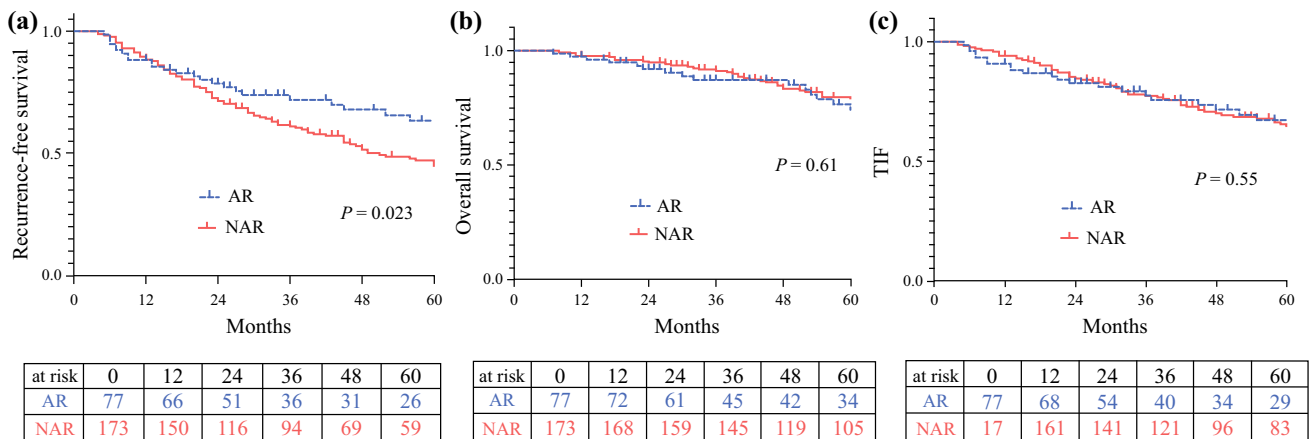 (a)
Recurrence-free survival
1.0
0.5
0.0
AR
NAR
P = 0.023
0 12 24 36 48 60
Months
at risk 0 12 24 36 48 60
AR 77 66 51 36 31 26
NAR 173 150 116 94 69 59
(b)
Overall survival
1.0
0.5
0.0
AR
NAR
P = 0.61
0 12 24 36 48 60
Months
at risk 0 12 24 36 48 60
AR 77 72 61 45 42 34
NAR 173 168 159 145 119 105
(c)
TIF
1.0
0.5
0.0
AR
NAR
P = 0.55
0 12 24 36 48 60
Months
at risk 0 12 24 36 48 60
AR 77 68 54 40 34 29
NAR 17 161 141 121 96 83